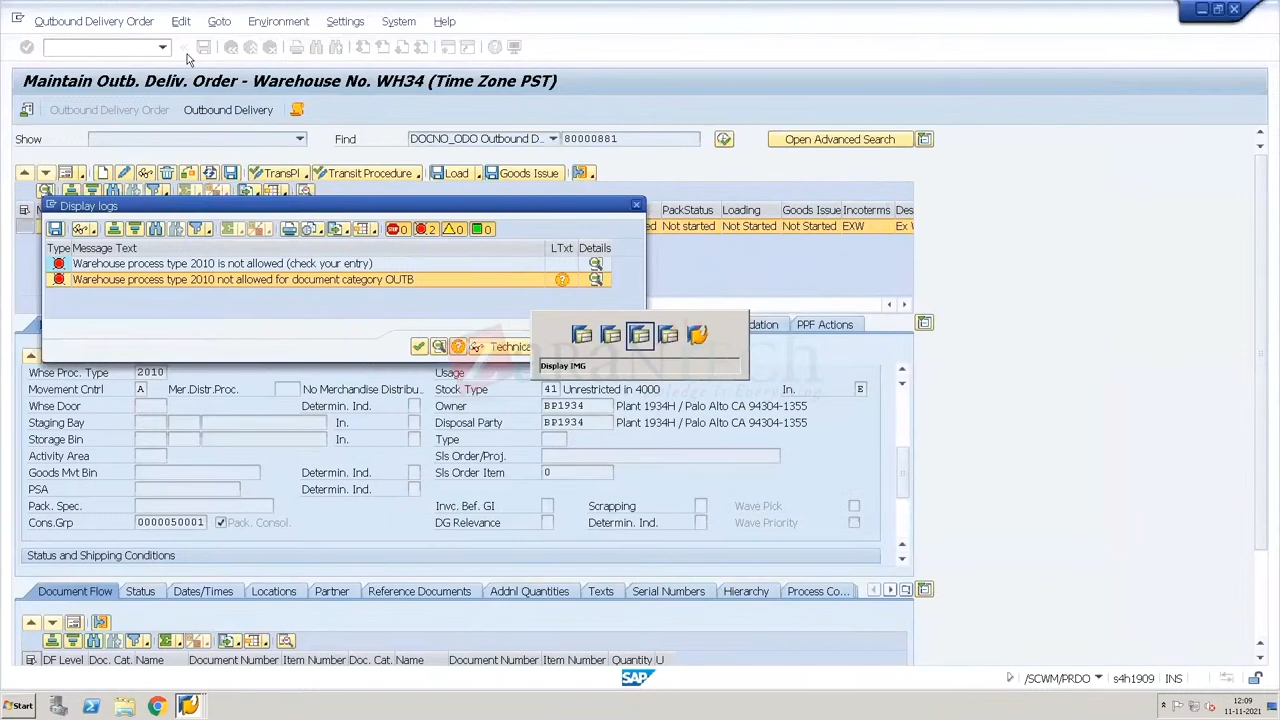 Outbound Delivery Order Edit Goto Environment Settings System Help
Maintain Outb. Deliv. Order - Warehouse No. WH34 (Time Zone PST)
Outbound Delivery Order Outbound Delivery
Show Find DOCNO_ODO Outbound D... 80000881 Open Advanced Search
TransPl Transit Procedure Load Goods Issue
Display logs
PackStatus Loading Goods Issue Incoterms Des
Not started Not Started Not started EXW Ex
0 2 0 0
Type Message Text LTxt Details
Warehouse process type 2010 is not allowed (check your entry)
Warehouse process type 2010 not allowed for document category OUTB
PPF Actions
Display IMG
Whse Proc. Type 2010 Usage
Movement Cntrl A Mer.Distr.Proc. No Merchandise Distribu... Stock Type 41 Unrestricted in 4000 In. E
Whse Door Determin. Ind. Owner BP1934 Plant 1934H / Palo Alto CA 94304-1355
Staging Bay In. Disposal Party BP1934 Plant 1934H / Palo Alto CA 94304-1355
Storage Bin In. Type
Activity Area Sls Order/Proj.
Goods Mvt Bin Determin. Ind. Sls Order Item 0
PSA Determin. Ind.
Pack. Spec. Invc. Bef. GI Scrapping Wave Pick
Cons.Grp 0000050001 Pack. Consol. DG Relevance Determin. Ind. Wave Priority
Status and Shipping Conditions
Document Flow Status Dates/Times Locations Partner Reference Documents Addnl Quantities Texts Serial Numbers Hierarchy Process Co...
DF Level Doc. Cat. Name Document Number Item Number Doc. Cat. Name Document Number Item Number Quantity U
SAP /SCWM/PRDO s4h1909 INS
Start 12:09
11-11-2021